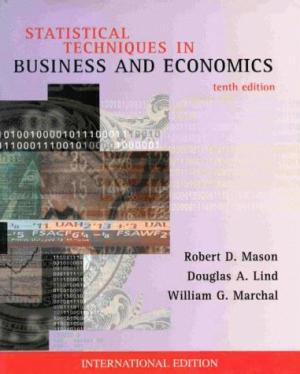 STATISTICAL
TECHNIQUES IN
BUSINESS AND ECONOMICS
tenth edition
Robert D. Mason
Douglas A. Lind
William G. Marchal
INTERNATIONAL EDITION